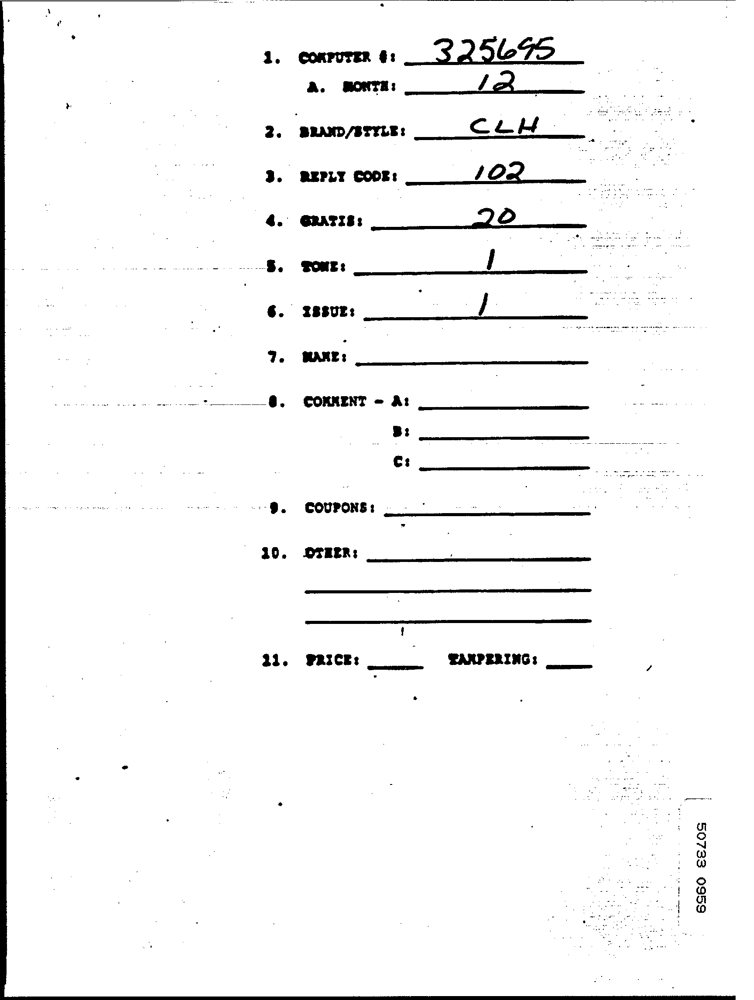 1. COMPUTER #: 325695
A. MONTH: 12
2. BRAND/STYLE: CLH
3. REPLY CODE: 102
4. GRATIS: 20
5. TONE: 1
6. ISSUE: 1
7. NAME:
8. COMMENT - A:
B:
C:
9. COUPONS:
10. OTHER:
11. PRICE: TAMPERING:
50733 0959